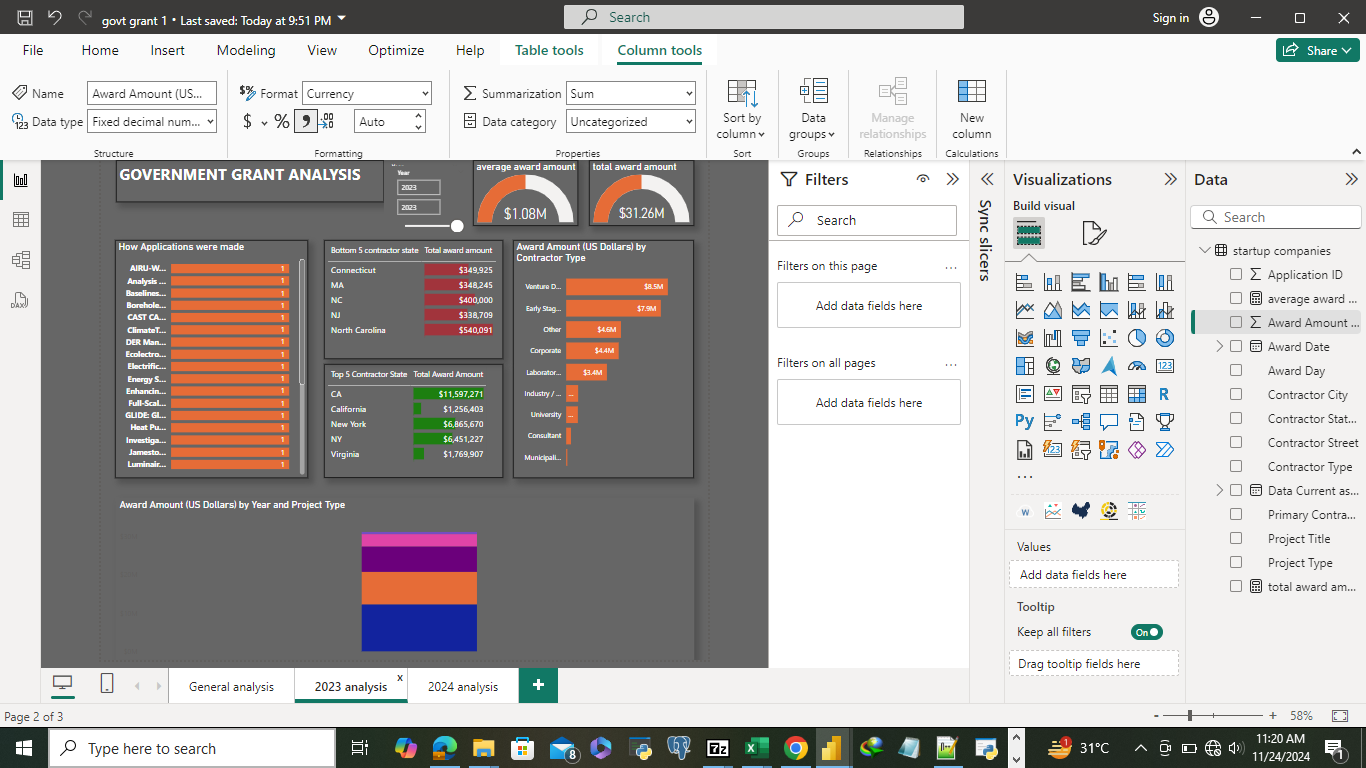 govt grant 1 • Last saved: Today at 9:51 PM
Search
Sign in
File
Home
Insert
Modeling
View
Optimize
Help
Table tools
Column tools
Share
Name
Award Amount (US...
Data type
Fixed decimal num...
Structure
Format
Currency
$
%
Auto
Formatting
Summarization
Sum
Data category
Uncategorized
Properties
Sort by
column
Sort
Data
groups
Groups
Manage
relationships
Relationships
New
column
Calculations
GOVERNMENT GRANT ANALYSIS
Year
2023
2023
average award amount
$1.08M
total award amount
$31.26M
How Applications were made
AIRU-W... 1
Analysis ... 1
Baselines... 1
Borehole... 1
CAST CA... 1
ClimateT... 1
DER Man... 1
Ecolectro... 1
Electrific... 1
Energy S... 1
Enhancin... 1
Full-Scal... 1
GLIDE: Gl... 1
Heat Pu... 1
Investiga... 1
Jamesto... 1
Luminair... 1
Bottom 5 contractor state Total award amount
Connecticut $349,925
MA $348,245
NC $400,000
NJ $338,709
North Carolina $540,091
Top 5 Contractor State Total Award Amount
CA $11,597,271
California $1,256,403
New York $6,865,670
NY $6,451,227
Virginia $1,769,907
Award Amount (US Dollars) by
Contractor Type
Venture D... $8.5M
Early Stag... $7.9M
Other $4.6M
Corporate $4.4M
Laborator... $3.4M
Industry / ... ...
University ...
Consultant
Municipali...
Award Amount (US Dollars) by Year and Project Type
Filters
Search
Filters on this page
...
Add data fields here
Filters on all pages
...
Add data fields here
Sync slicers
Visualizations
Build visual
123
R
Py
123
...
Values
Add data fields here
Tooltip
Keep all filters
On
Drag tooltip fields here
Data
Search
startup companies
Application ID
average award ...
Award Amount ...
Award Date
Award Day
Contractor City
Contractor Stat...
Contractor Street
Contractor Type
Data Current as...
Primary Contra...
Project Title
Project Type
total award am...
General analysis
2023 analysis
x
2024 analysis
+
Page 2 of 3
-
+
58%
Type here to search
8
7z
1
31°C
11:20 AM
11/24/2024
1